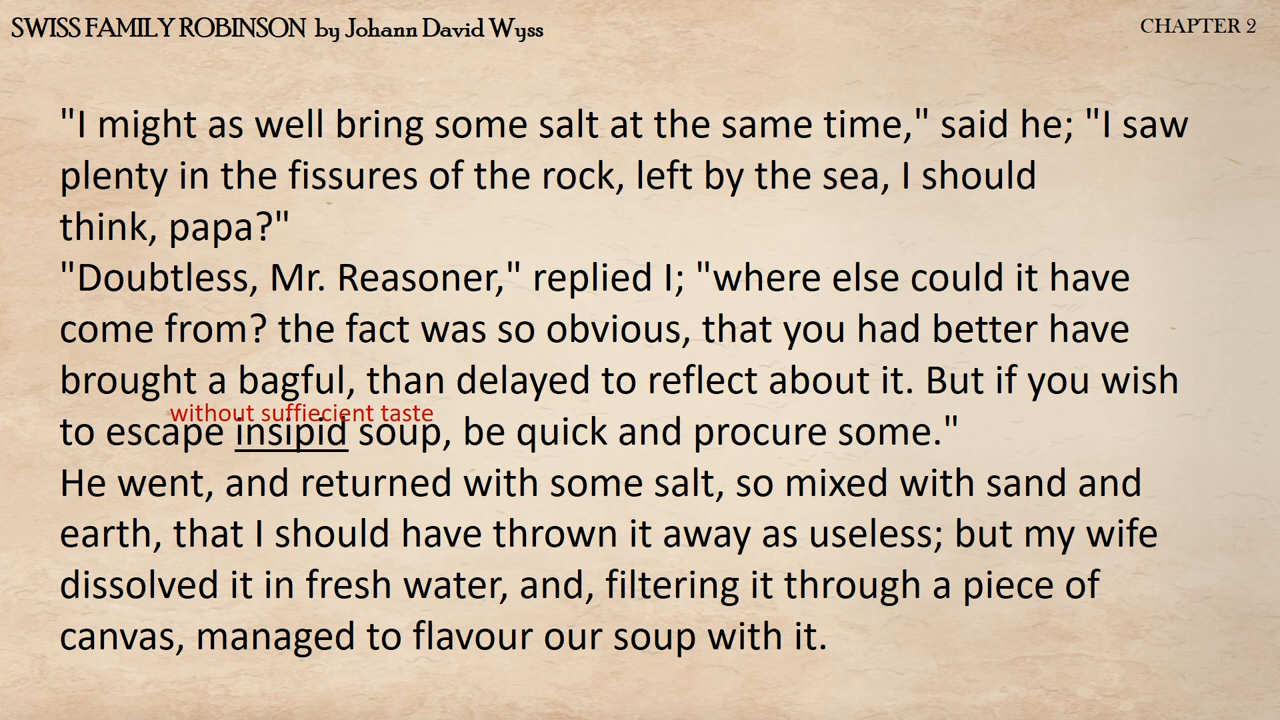 SWISS FAMILY ROBINSON by Johann David Wyss
CHAPTER 2
"I might as well bring some salt at the same time," said he; "I saw
plenty in the fissures of the rock, left by the sea, I should
think, papa?"
"Doubtless, Mr. Reasoner," replied I; "where else could it have
come from? the fact was so obvious, that you had better have
brought a bagful, than delayed to reflect about it. But if you wish
without suffiecient taste
to escape insipid soup, be quick and procure some."
He went, and returned with some salt, so mixed with sand and
earth, that I should have thrown it away as useless; but my wife
dissolved it in fresh water, and, filtering it through a piece of
canvas, managed to flavour our soup with it.